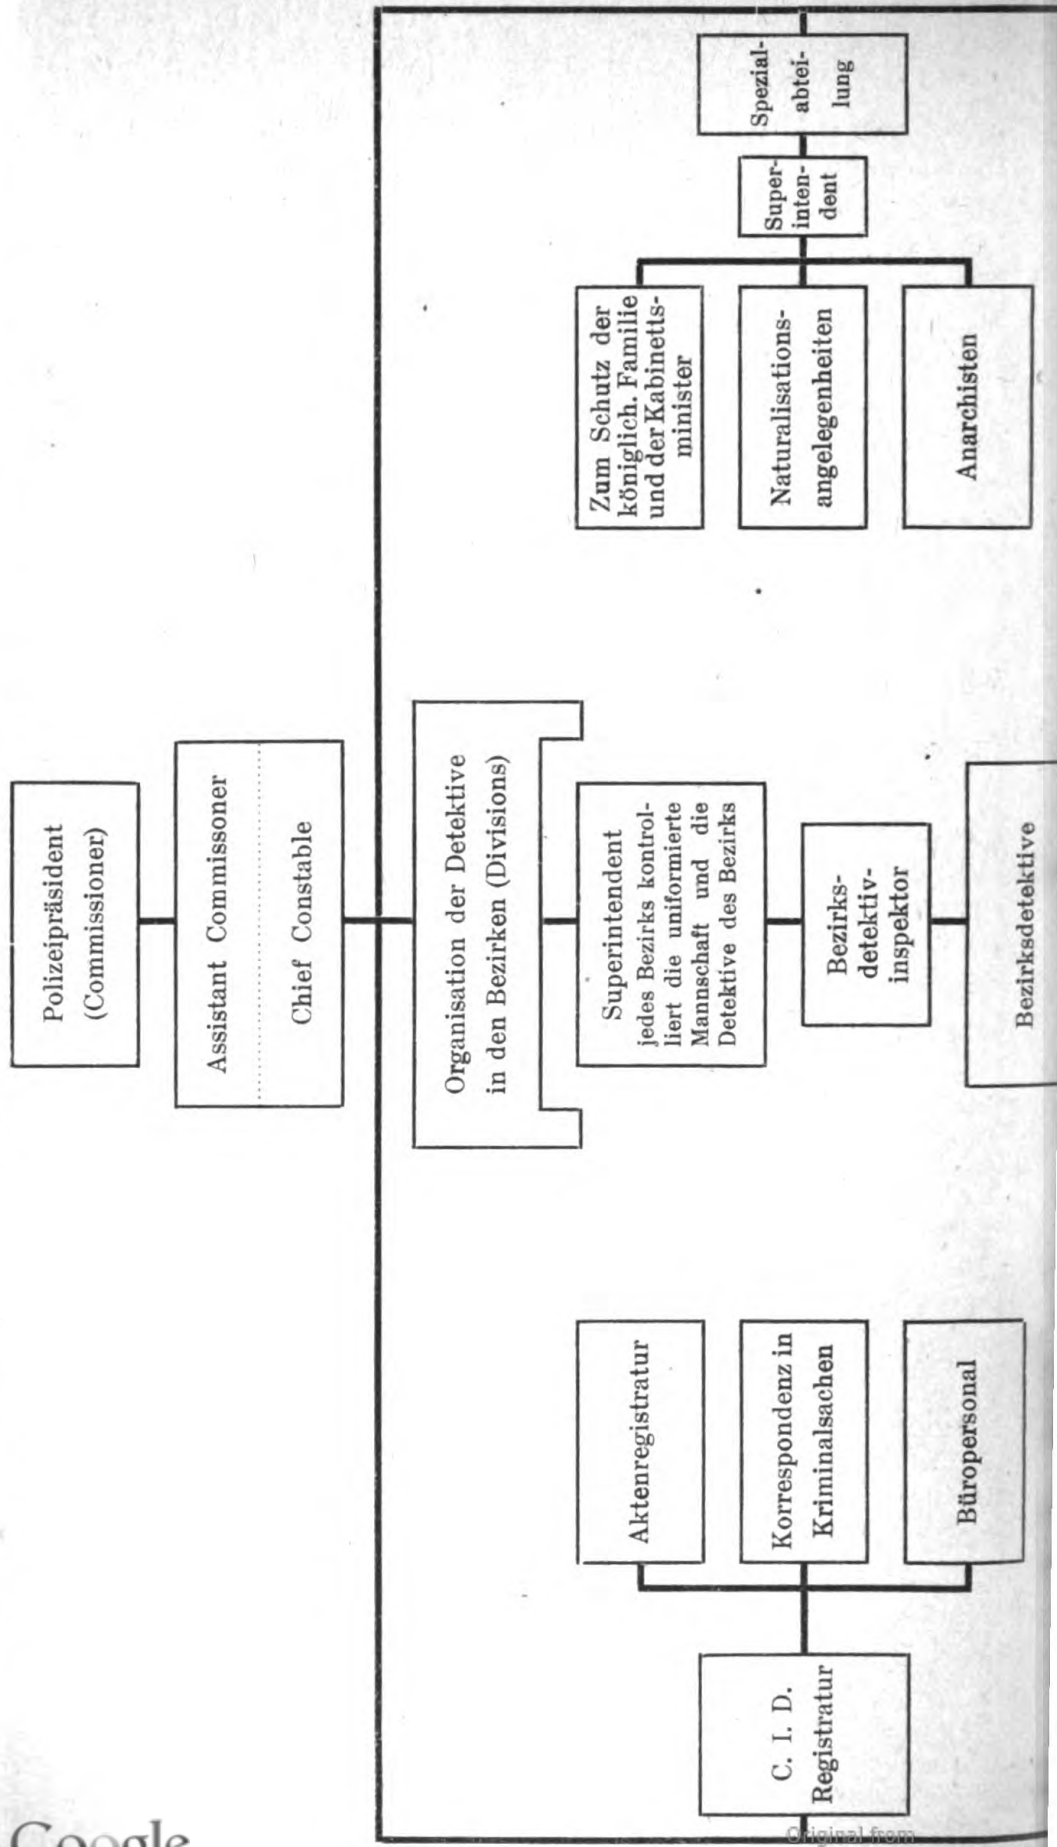 Polizeipräsident
(Commissioner)
Assistant Commissoner
Chief Constable
Organisation der Detektive
in den Bezirken (Divisions)
Superintendent
jedes Bezirks kontrol-
liert die uniformierte
Mannschaft und die
Detektive des Bezirks
Bezirks-
detektiv-
inspektor
Bezirksdetektive
C. I. D.
Registratur
Aktenregistratur
Korrespondenz in
Kriminalsachen
Büropersonal
Spezial-
abtei-
lung
Super-
inten-
dent
Zum Schutz der
königlich. Familie
und der Kabinetts-
minister
Naturalisations-
angelegenheiten
Anarchisten
Google
Original from